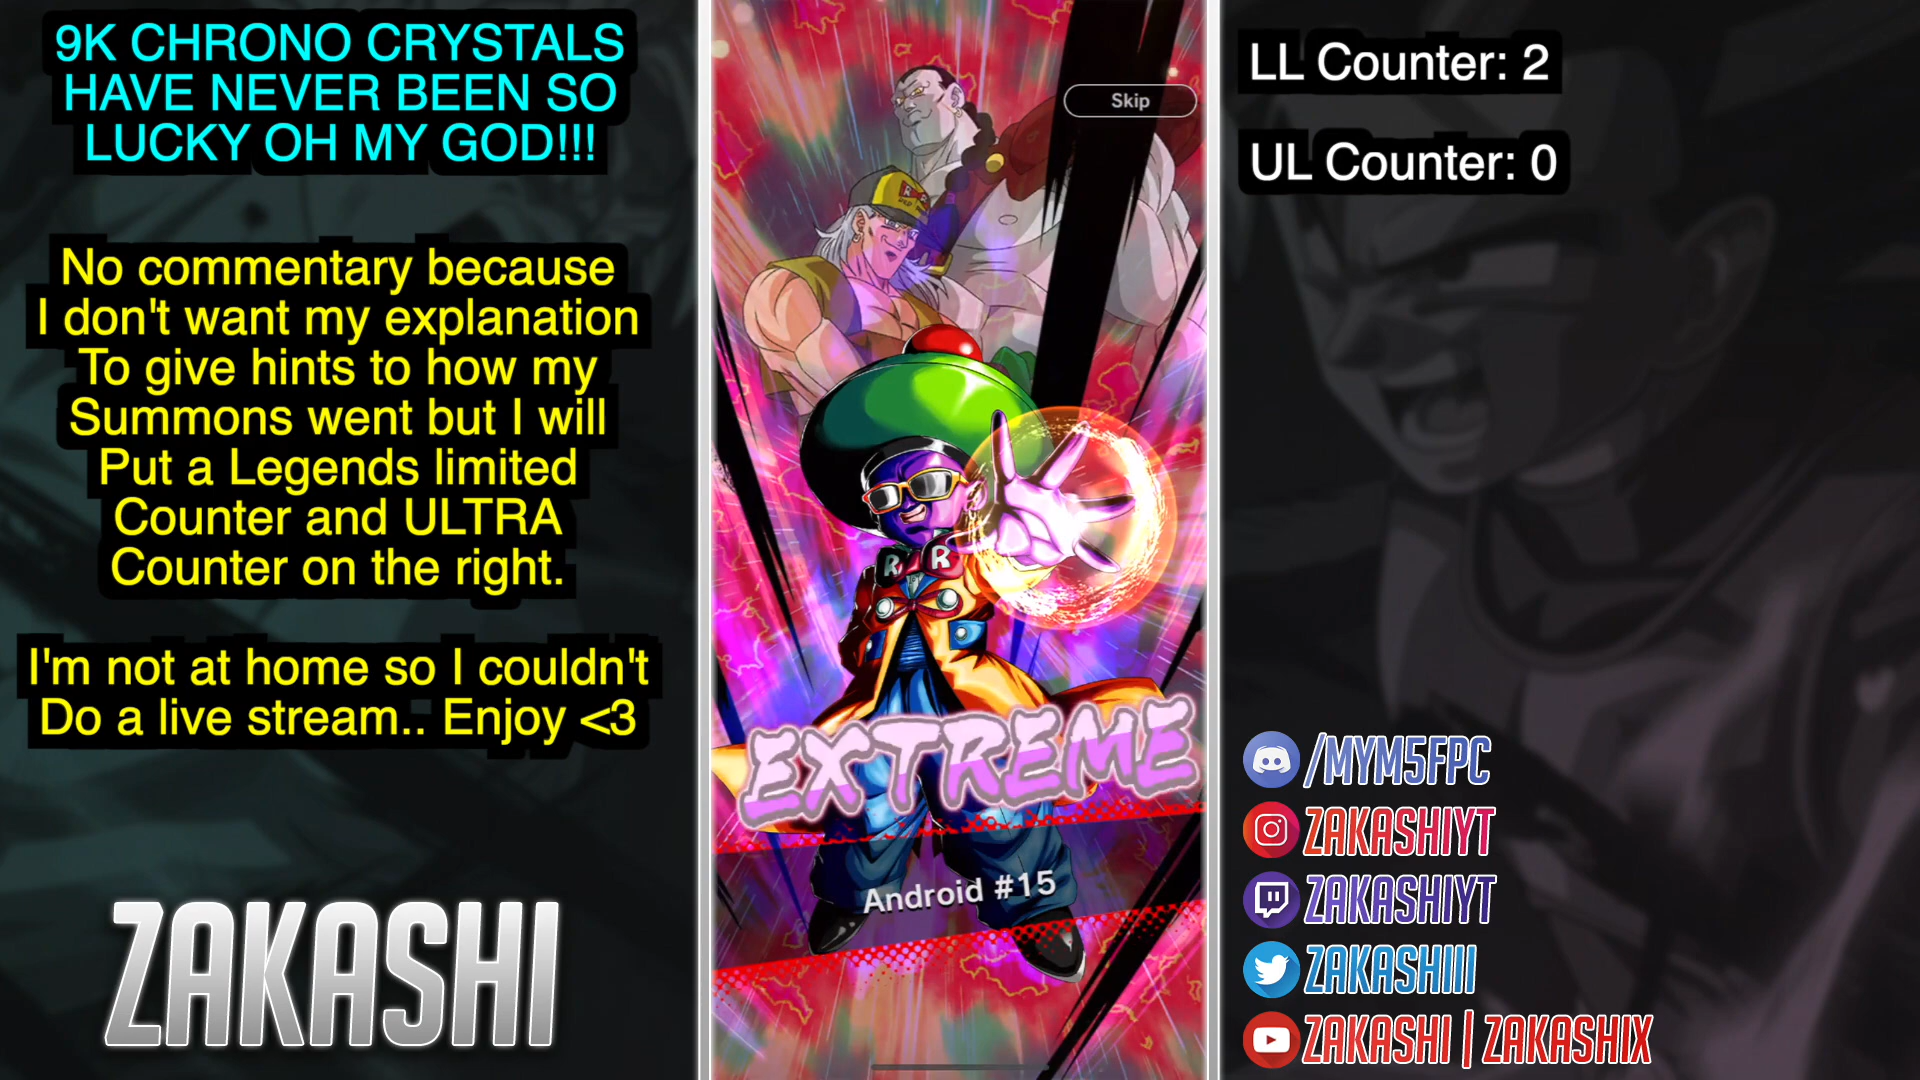 9K CHRONO CRYSTALS
HAVE NEVER BEEN SO
LUCKY OH MY GOD!!!
No commentary because
I don't want my explanation
To give hints to how my
Summons went but I will
Put a Legends limited
Counter and ULTRA
Counter on the right.
I'm not at home so I couldn't
Do a live stream.. Enjoy <3
ZAKASHI
Skip
R R
EXTREME
Android #15
LL Counter: 2
UL Counter: 0
/MYM5FPC
ZAKASHIYT
ZAKASHIYT
ZAKASHIII
ZAKASHI | ZAKASHIX